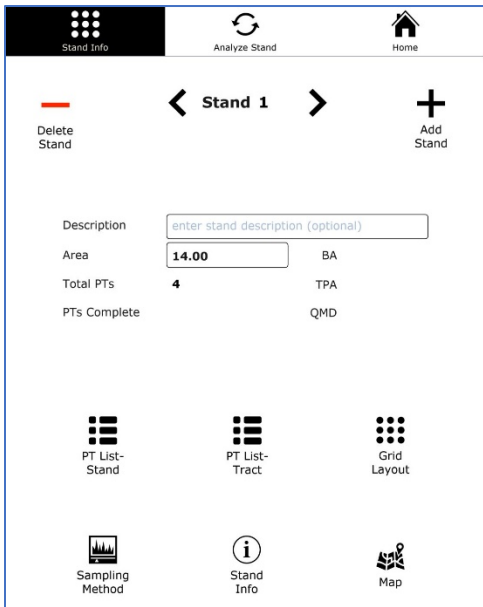 Stand Info
Analyze Stand
Home
Stand 1
Delete
Stand
Add
Stand
Description
enter stand description (optional)
Area
14.00
BA
Total PTs
4
TPA
PTs Complete
QMD
PT List-
Stand
PT List-
Tract
Grid
Layout
Sampling
Method
Stand
Info
Map